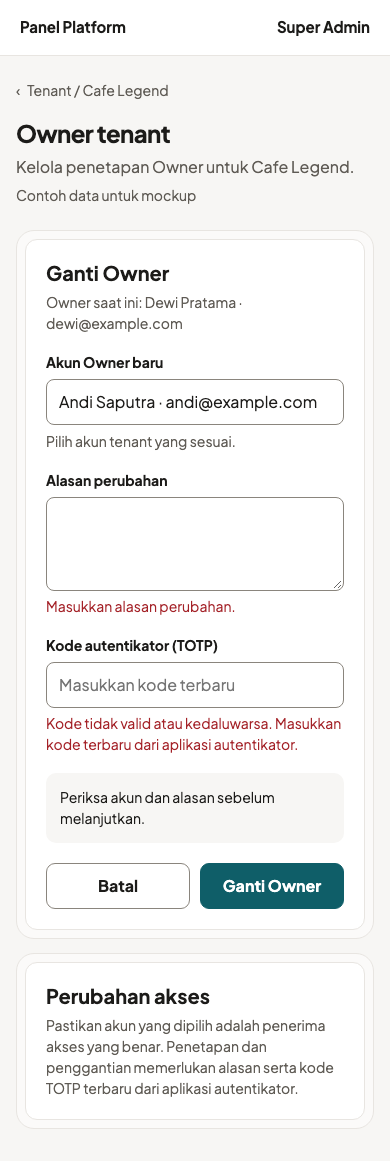 Panel Platform
Super Admin
‹ Tenant / Cafe Legend
Owner tenant
Kelola penetapan Owner untuk Cafe Legend.
Contoh data untuk mockup
Ganti Owner
Owner saat ini: Dewi Pratama ·
dewi@example.com
Akun Owner baru
Andi Saputra · andi@example.com
Pilih akun tenant yang sesuai.
Alasan perubahan
Masukkan alasan perubahan.
Kode autentikator (TOTP)
Masukkan kode terbaru
Kode tidak valid atau kedaluwarsa. Masukkan
kode terbaru dari aplikasi autentikator.
Periksa akun dan alasan sebelum
melanjutkan.
Batal
Ganti Owner
Perubahan akses
Pastikan akun yang dipilih adalah penerima
akses yang benar. Penetapan dan
penggantian memerlukan alasan serta kode
TOTP terbaru dari aplikasi autentikator.